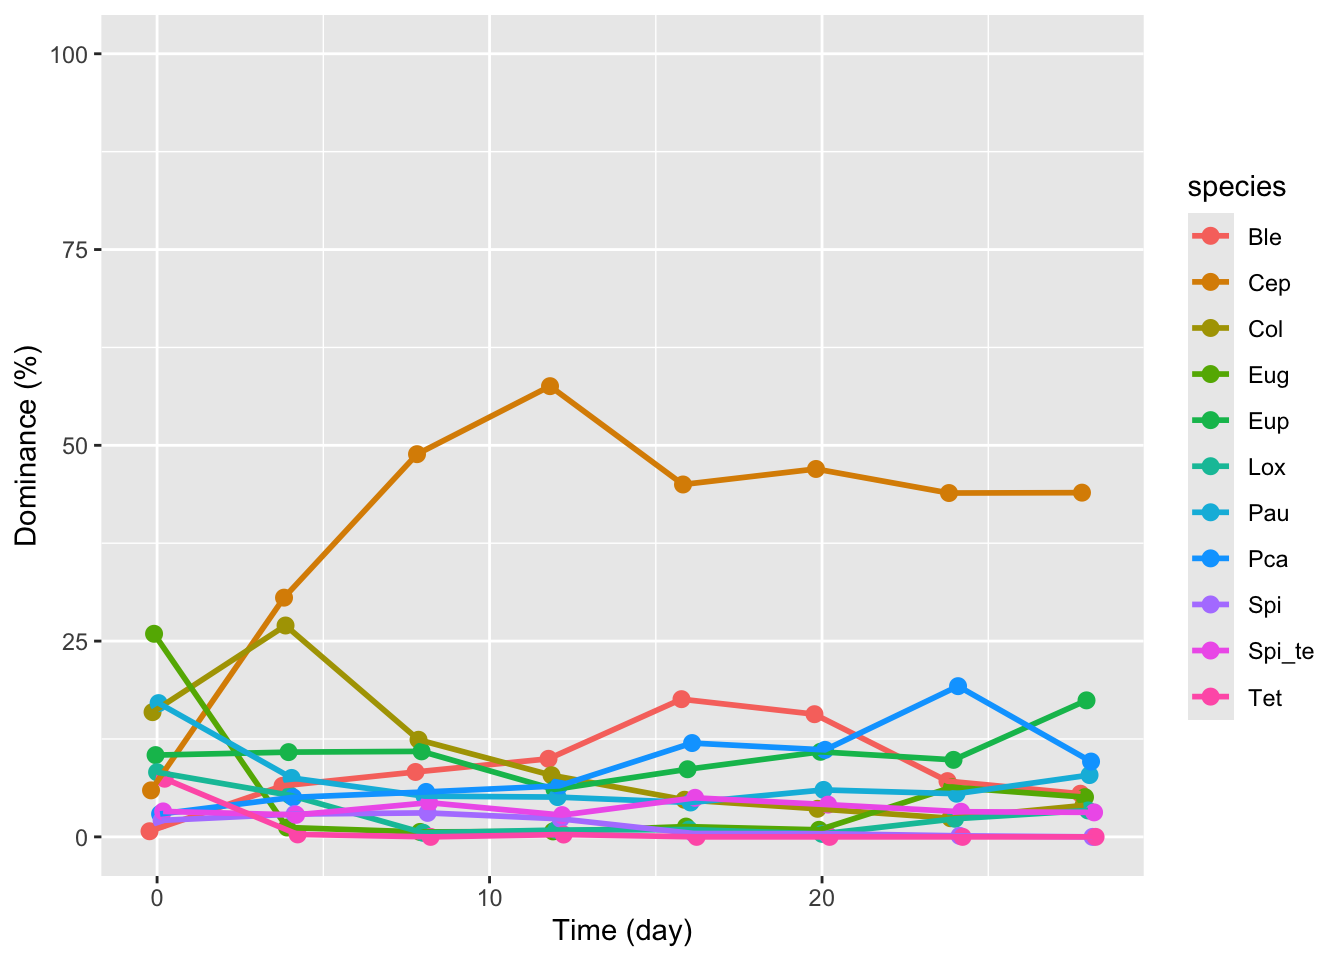 100
75
50
25
0
Dominance (%)
0
10
20
Time (day)
species
Ble
Cep
Col
Eug
Eup
Lox
Pau
Pca
Spi
Spi_te
Tet